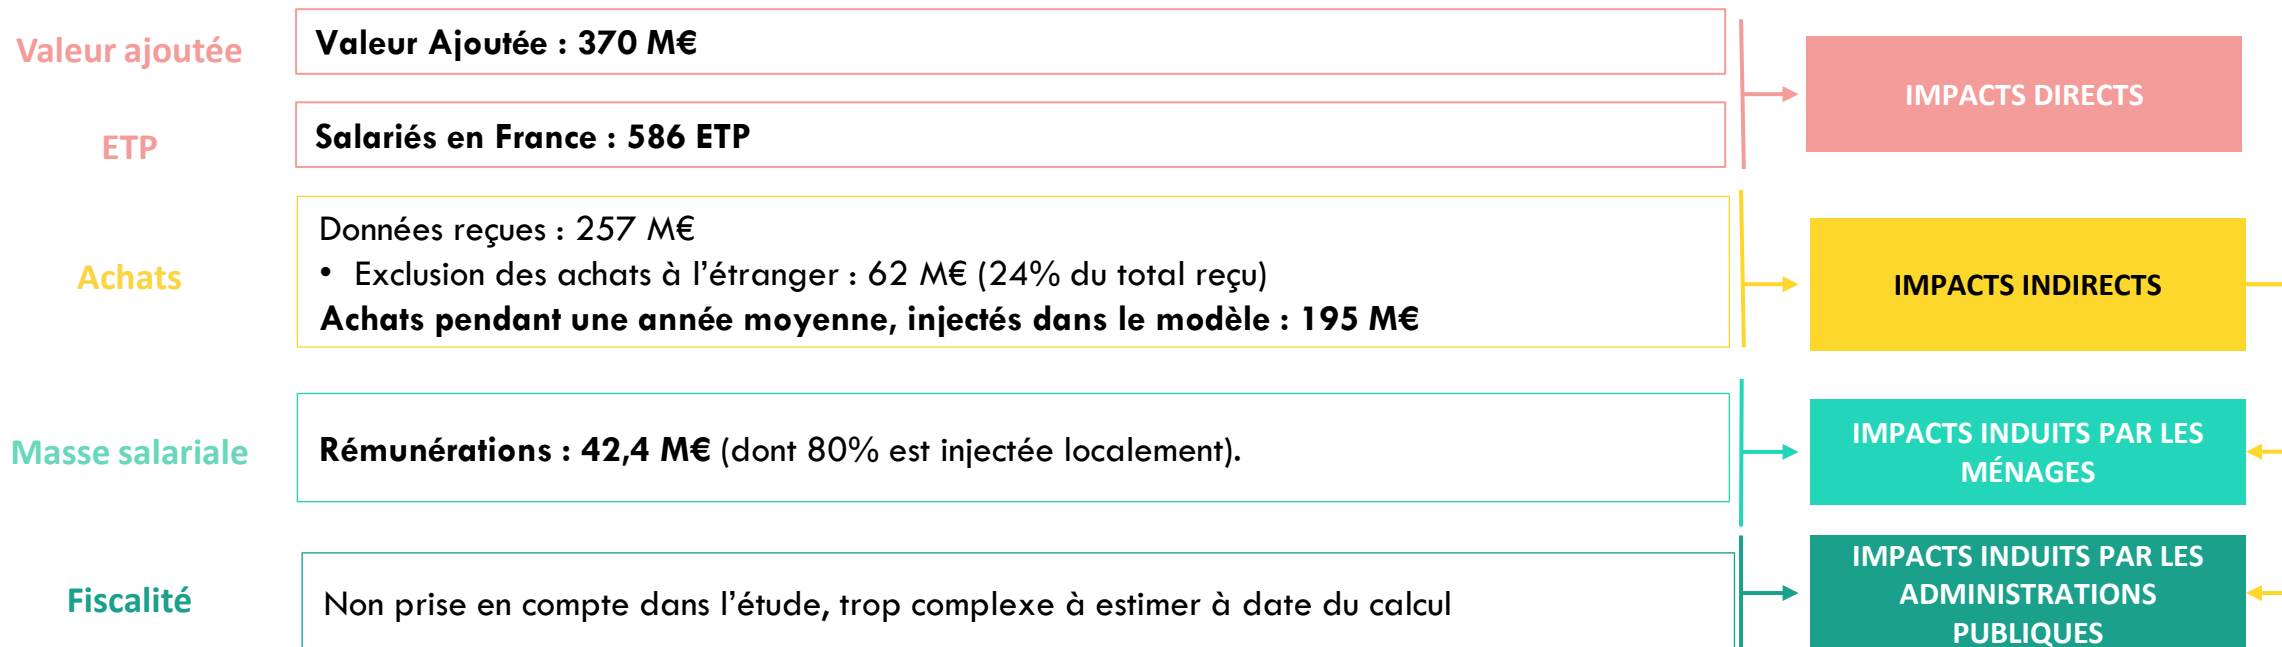 Valeur ajoutée
Valeur Ajoutée : 370 M€
IMPACTS DIRECTS
ETP
Salariés en France : 586 ETP
Achats
Données reçues : 257 M€
• Exclusion des achats à l’étranger : 62 M€ (24% du total reçu)
Achats pendant une année moyenne, injectés dans le modèle : 195 M€
IMPACTS INDIRECTS
Masse salariale
Rémunérations : 42,4 M€ (dont 80% est injectée localement).
IMPACTS INDUITS PAR LES
MÉNAGES
Fiscalité
Non prise en compte dans l’étude, trop complexe à estimer à date du calcul
IMPACTS INDUITS PAR LES
ADMINISTRATIONS
PUBLIQUES